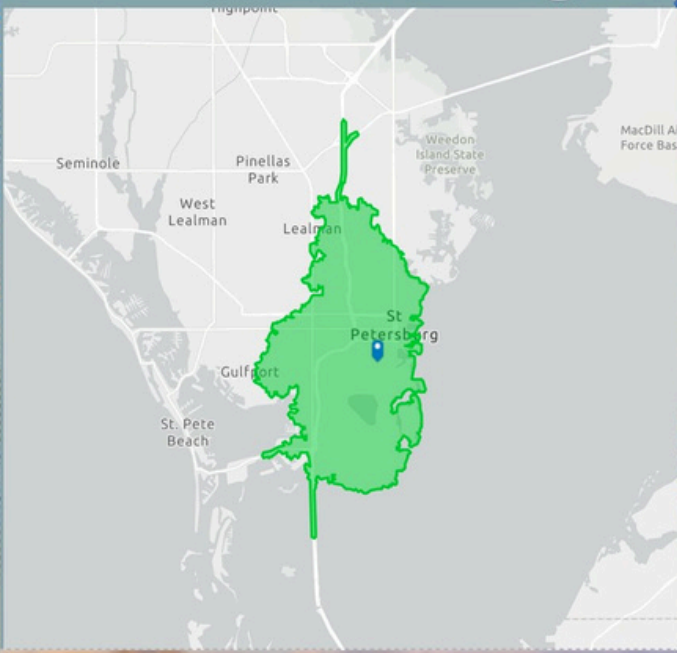 Highpoint
MacDill Ai
Force Bas
Weedon
Island State
Preserve
Seminole
Pinellas
Park
West
Lealman
Lealman
St
Petersburg
Gulfport
St. Pete
Beach